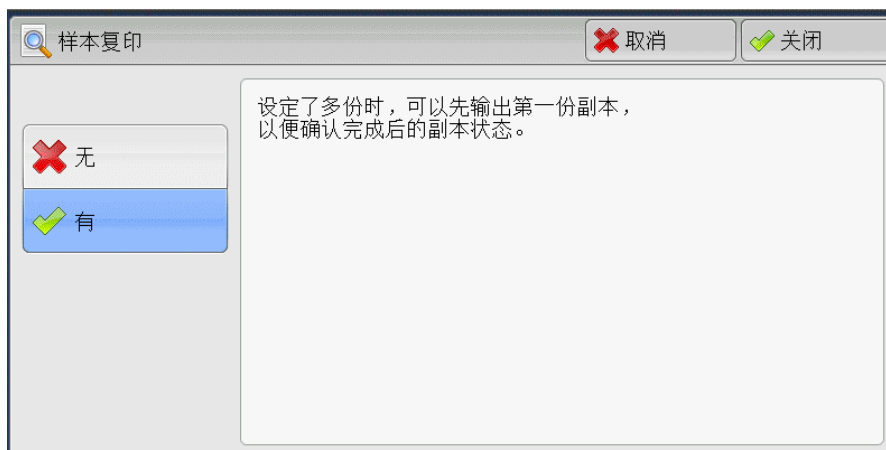 样本复印
取消
关闭
无
有
设定了多份时，可以先输出第一份副本，
以便确认完成后的副本状态。